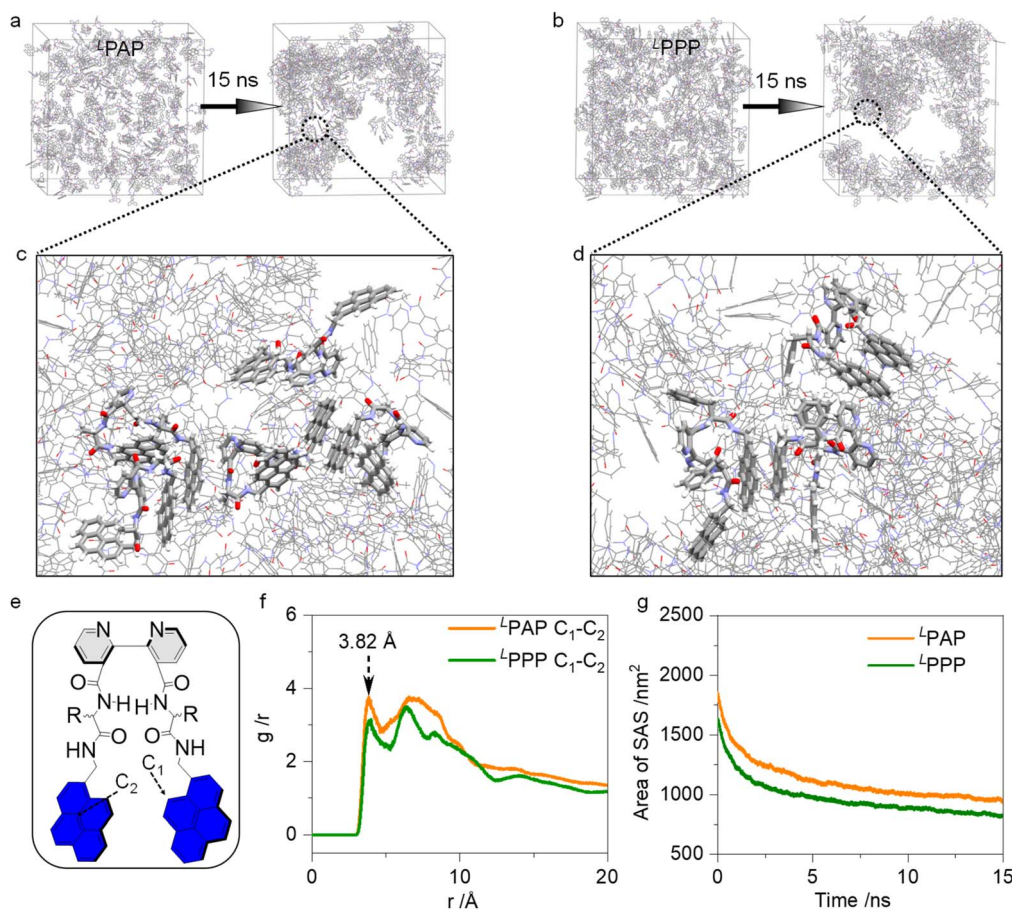 a
ᴸPAP
15 ns
b
ᴸPPP
15 ns
c
d
e
N N
O O
N-H H-N
R R
O O
NH HN
C₂ C₁
f
6
4
2
0
g /r
3.82 Å
ᴸPAP C₁-C₂
ᴸPPP C₁-C₂
0 10 20
r /Å
g
2500
2000
1500
1000
500
Area of SAS /nm²
ᴸPAP
ᴸPPP
0 5 10 15
Time /ns